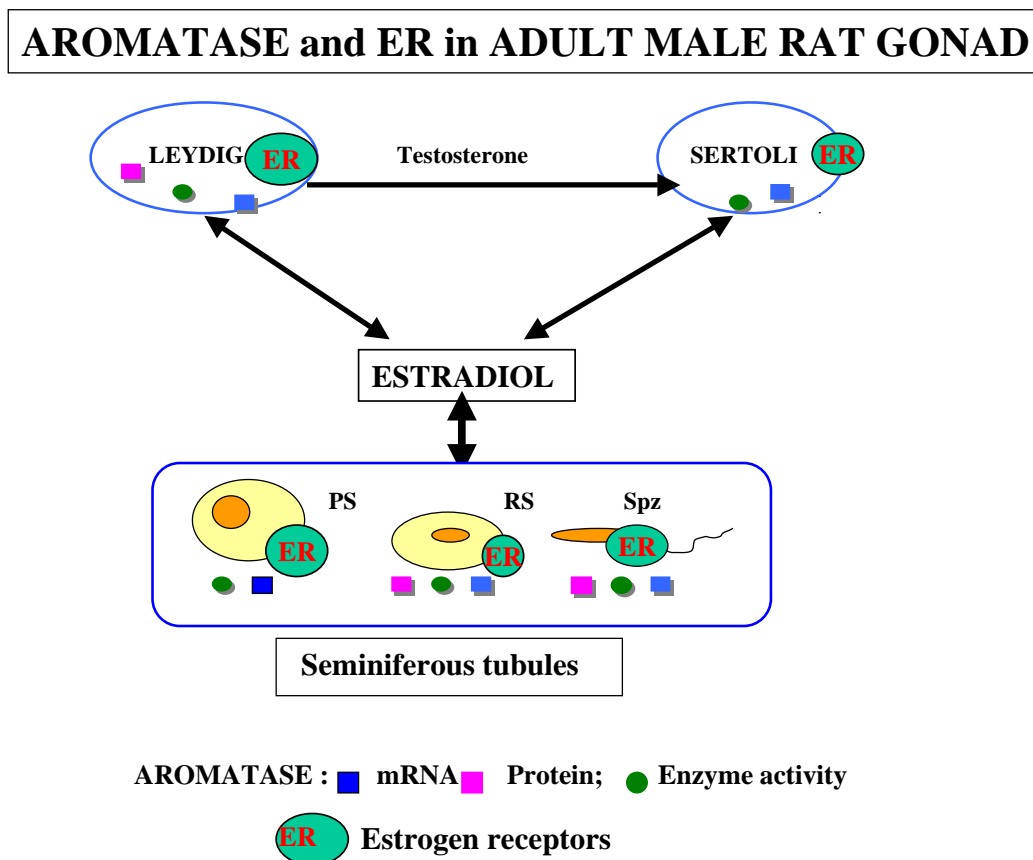 AROMATASE and ER in ADULT MALE RAT GONAD
LEYDIG ER Testosterone SERTOLI ER
ESTRADIOL
PS RS Spz
ER ER ER
Seminiferous tubules
AROMATASE : mRNA Protein; Enzyme activity
ER Estrogen receptors